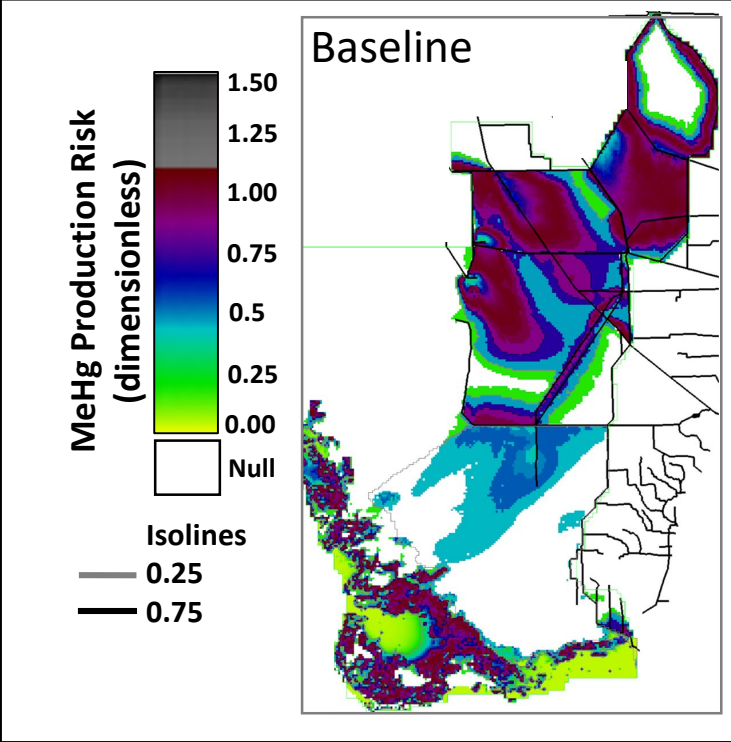 Baseline
MeHg Production Risk
(dimensionless)
1.50
1.25
1.00
0.75
0.5
0.25
0.00
Null
Isolines
0.25
0.75